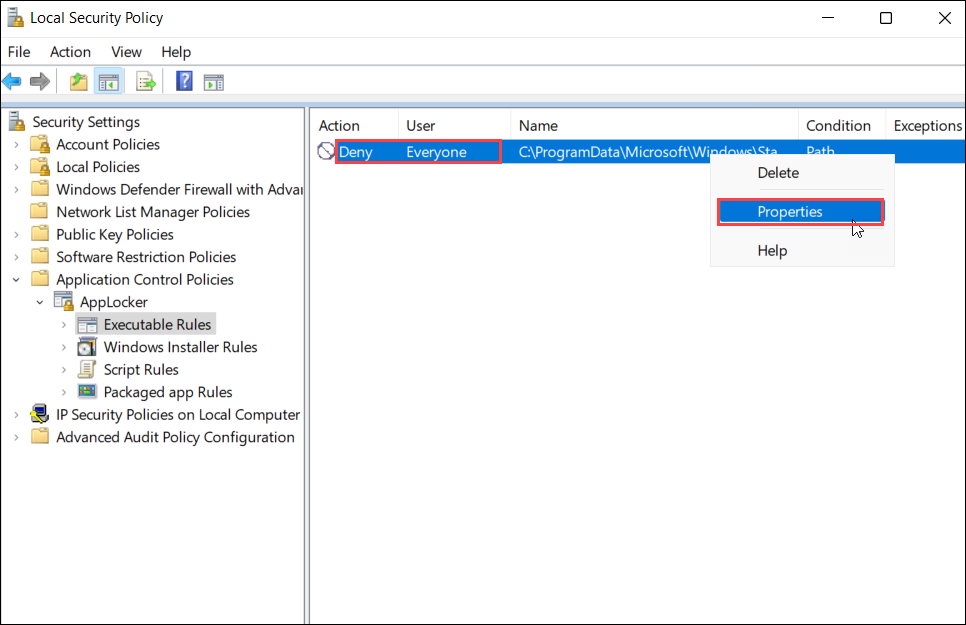 Local Security Policy
File Action View Help
Security Settings
Account Policies
Local Policies
Windows Defender Firewall with Advan
Network List Manager Policies
Public Key Policies
Software Restriction Policies
Application Control Policies
AppLocker
Executable Rules
Windows Installer Rules
Script Rules
Packaged app Rules
IP Security Policies on Local Computer
Advanced Audit Policy Configuration
Action User Name Condition Exceptions
Deny Everyone C:\ProgramData\Microsoft\Windows\Sta Path
Delete
Properties
Help